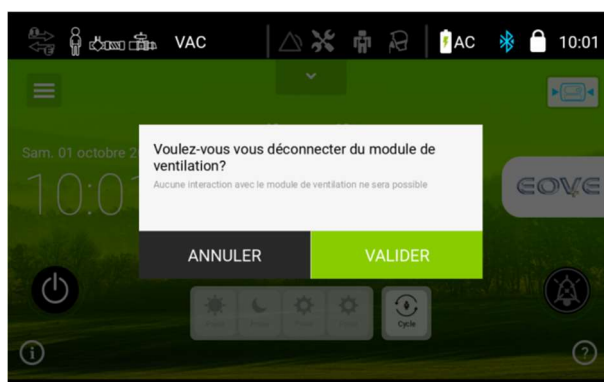 VAC
AC
10:01
Sam. 01 octobre 2
10:01
Voulez-vous vous déconnecter du module de
ventilation?
Aucune interaction avec le module de ventilation ne sera possible
EOVE
ANNULER
VALIDER
Cycle
i
?